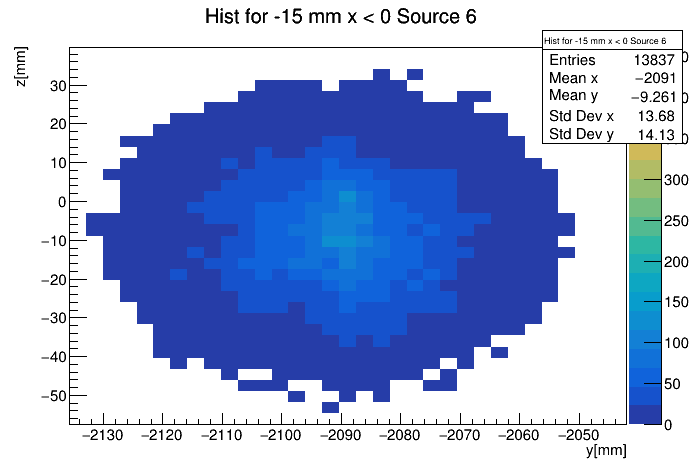 Hist for -15 mm x < 0 Source 6
z[mm]
Hist for -15 mm x < 0 Source 6
Entries 13837
Mean x −2091
Mean y −9.261
Std Dev x 13.68
Std Dev y 14.13
30
20
10
0
−10
−20
−30
−40
−50
−2130 −2120 −2110 −2100 −2090 −2080 −2070 −2060 −2050
y[mm]
300
250
200
150
100
50
0